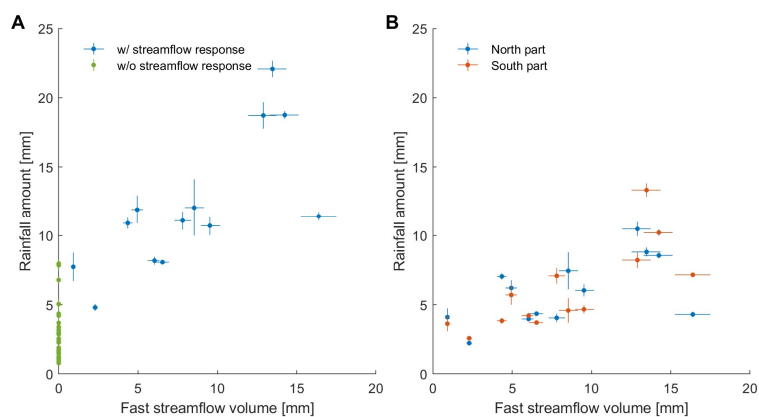 A
w/ streamflow response
w/o streamflow response
Rainfall amount [mm]
25
20
15
10
5
0
0 5 10 15 20
Fast streamflow volume [mm]
B
North part
South part
Rainfall amount [mm]
25
20
15
10
5
0
0 5 10 15 20
Fast streamflow volume [mm]